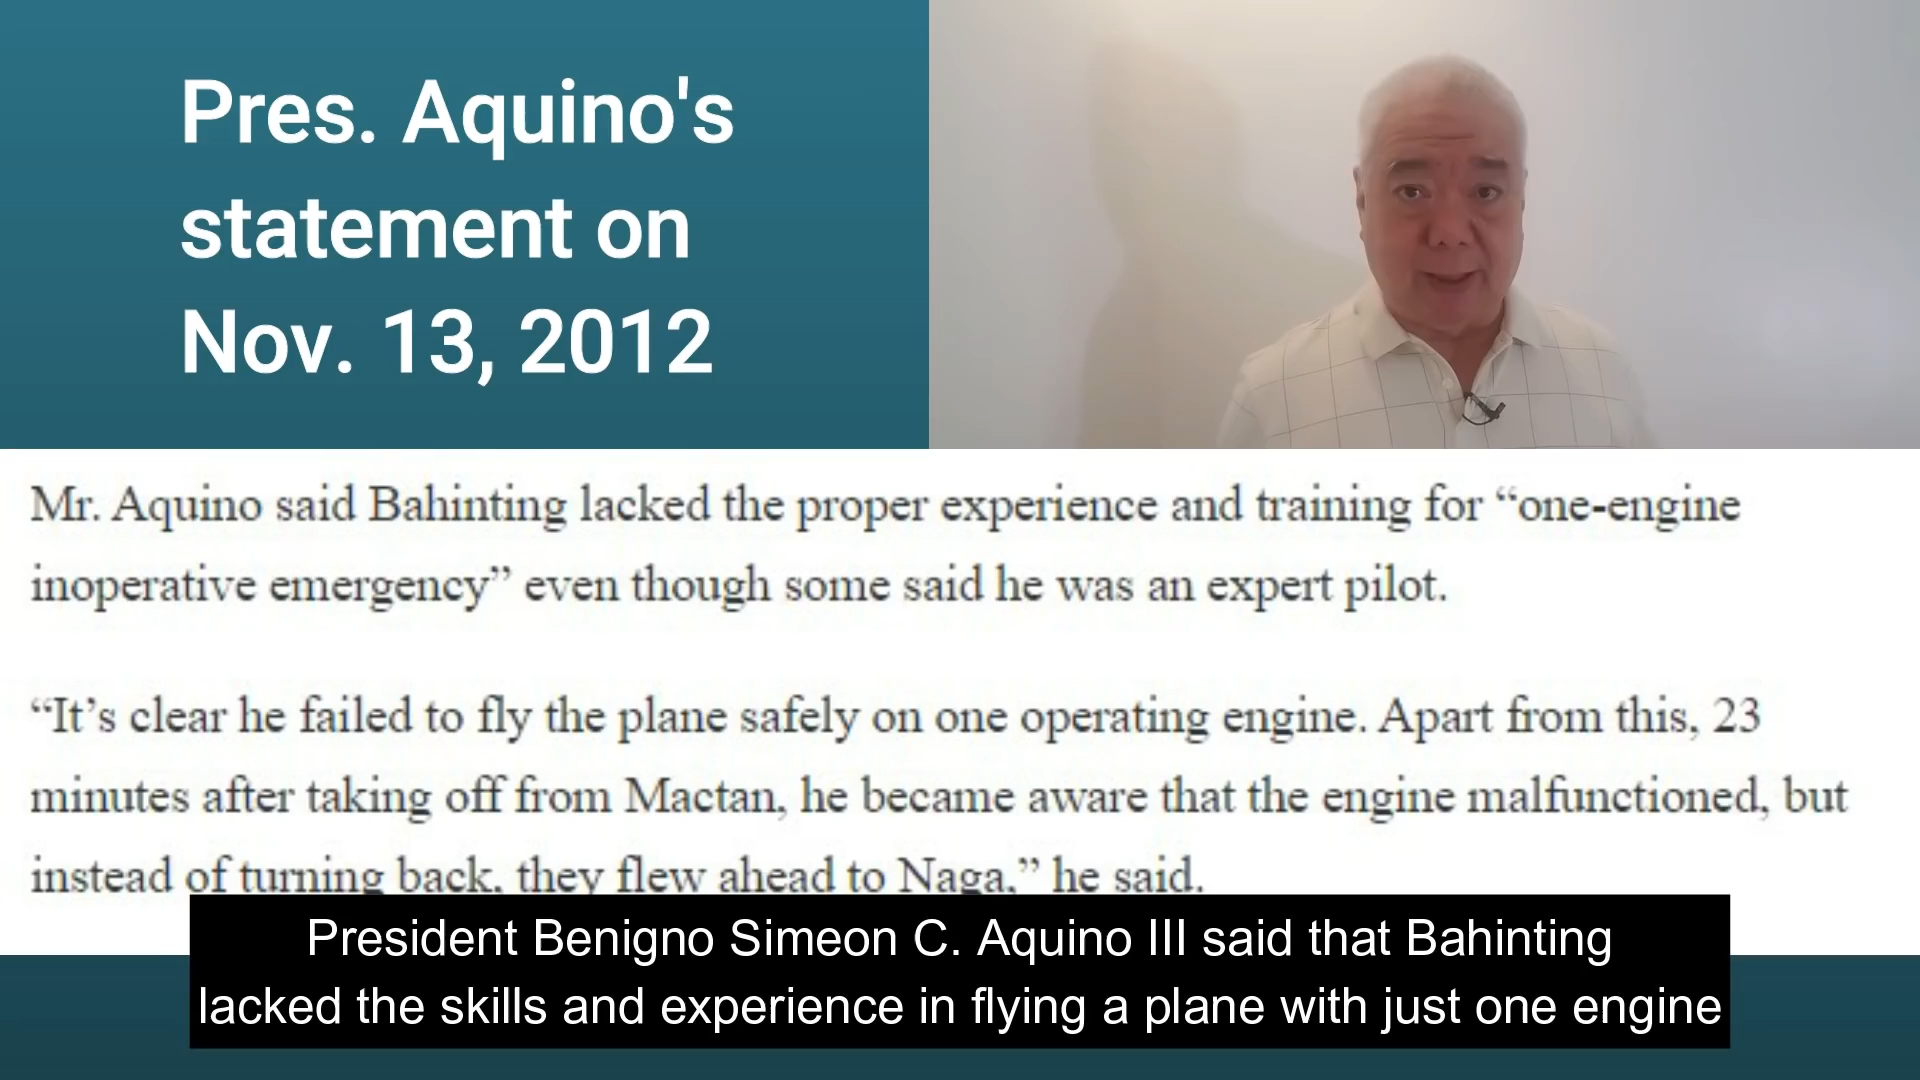 Pres. Aquino's
statement on
Nov. 13, 2012
Mr. Aquino said Bahinting lacked the proper experience and training for “one-engine
inoperative emergency” even though some said he was an expert pilot.
“It’s clear he failed to fly the plane safely on one operating engine. Apart from this, 23
minutes after taking off from Mactan, he became aware that the engine malfunctioned, but
instead of turning back, they flew ahead to Naga,” he said.
President Benigno Simeon C. Aquino III said that Bahinting
lacked the skills and experience in flying a plane with just one engine